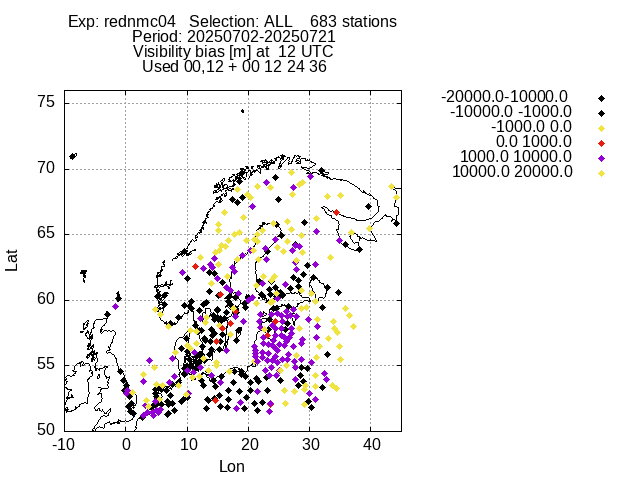 Exp: rednmc04 Selection: ALL 683 stations
Period: 20250702-20250721
Visibility bias [m] at 12 UTC
Used 00,12 + 00 12 24 36
-20000.0-10000.0
-10000.0 -1000.0
-1000.0 0.0
0.0 1000.0
1000.0 10000.0
10000.0 20000.0
75
70
65
60
55
50
Lat
-10 0 10 20 30 40
Lon